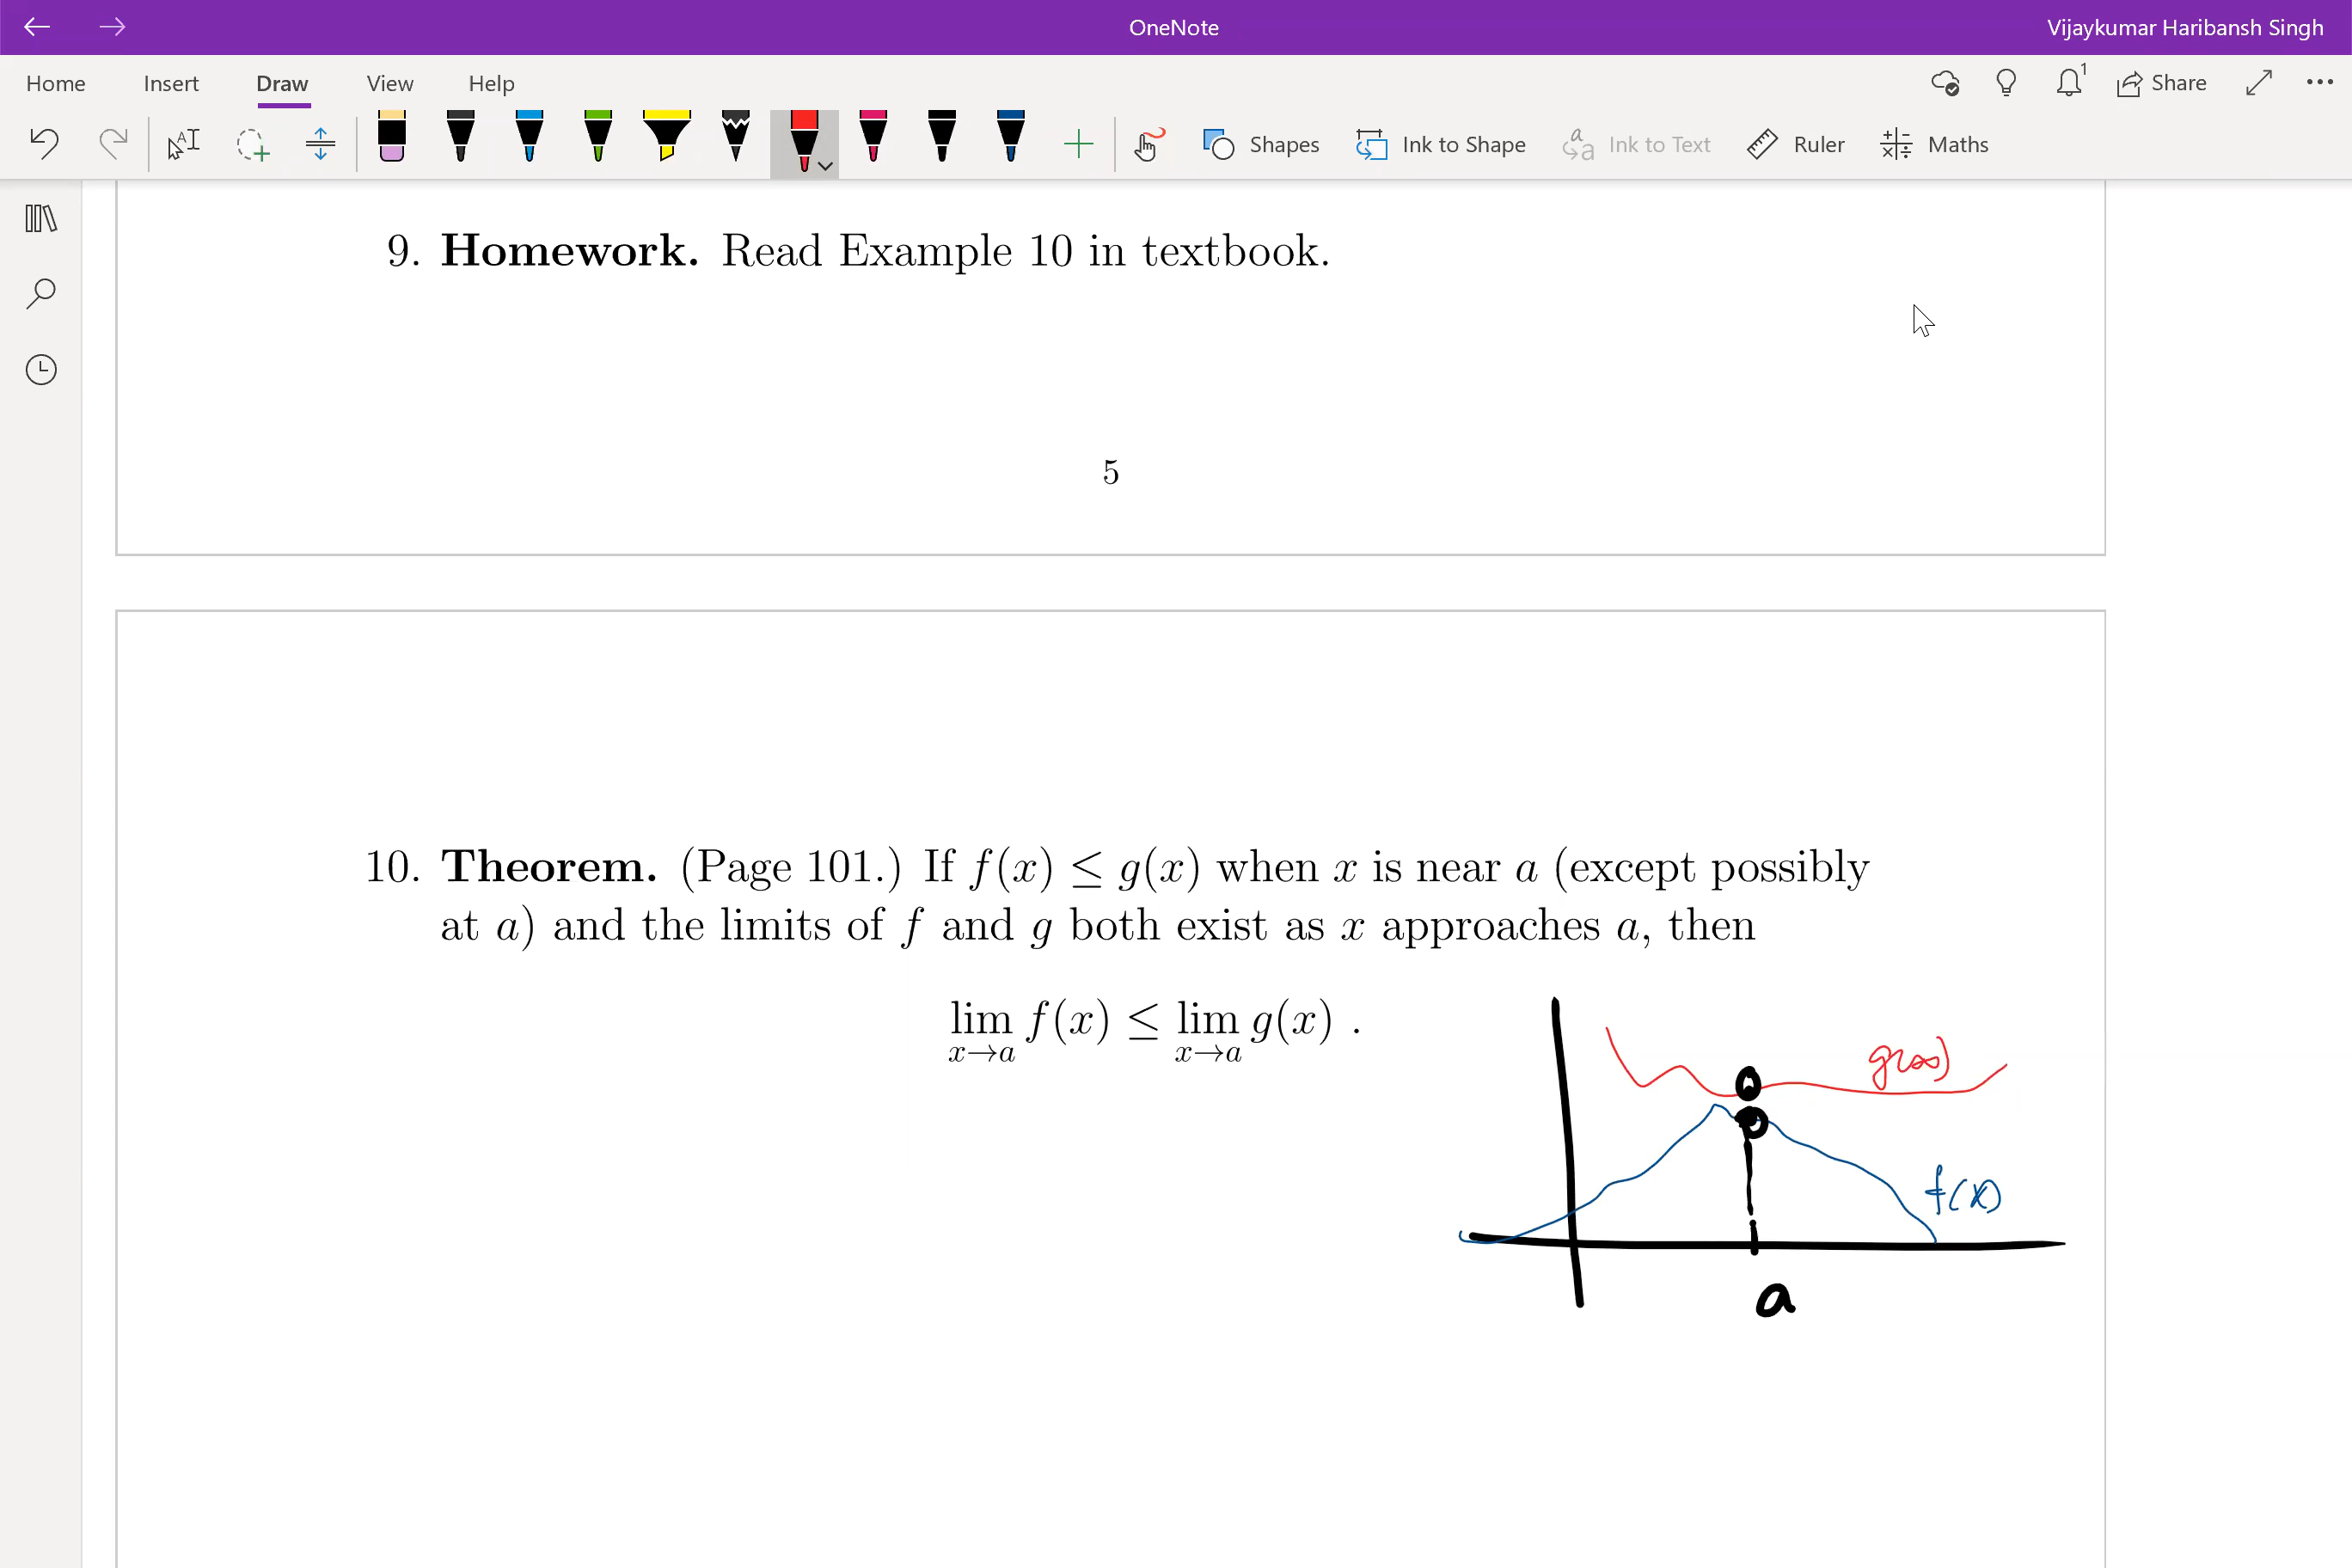 OneNote
Vijaykumar Haribansh Singh
Home Insert Draw View Help
1
Share
Shapes Ink to Shape Ink to Text Ruler Maths
9. Homework. Read Example 10 in textbook.
5
10. Theorem. (Page 101.) If f(x) ≤ g(x) when x is near a (except possibly
at a) and the limits of f and g both exist as x approaches a, then
lim f(x) ≤ lim g(x) .
x→a x→a
g(x)
f(x)
a